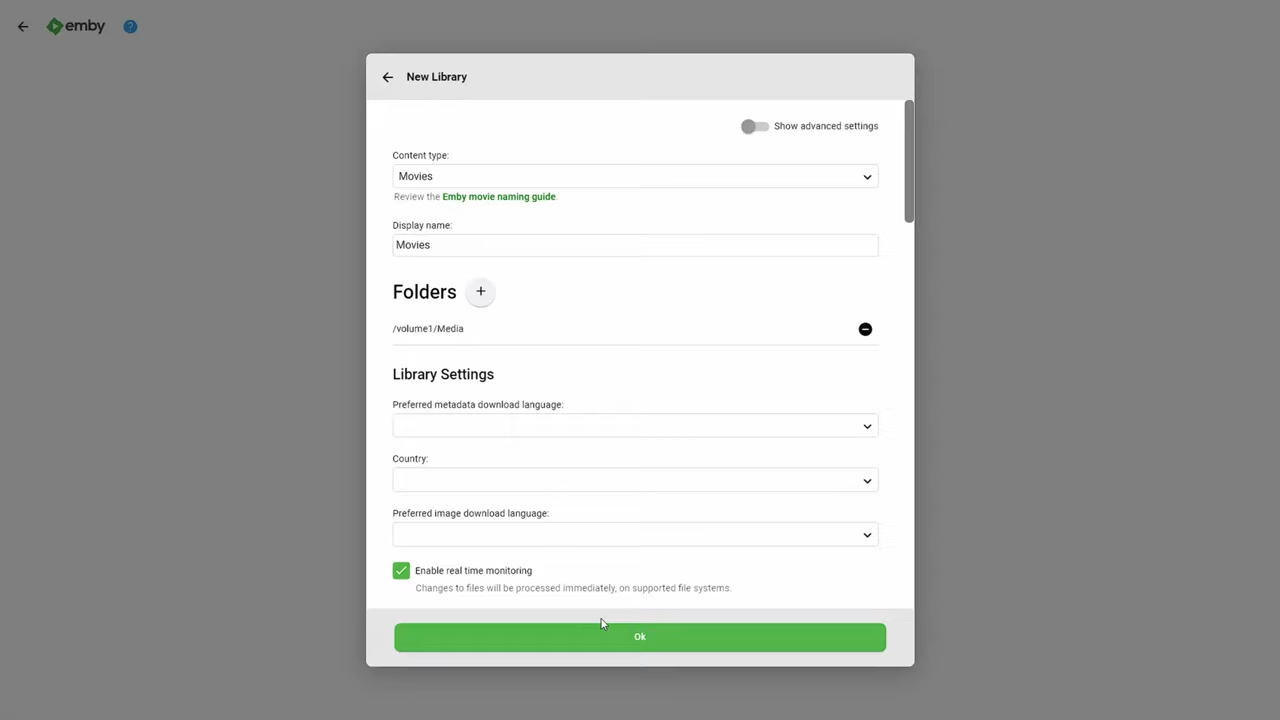 emby
?
New Library
Show advanced settings
Content type:
Movies
Review the Emby movie naming guide.
Display name:
Movies
Folders +
/volume1/Media
Library Settings
Preferred metadata download language:
Country:
Preferred image download language:
Enable real time monitoring
Changes to files will be processed immediately, on supported file systems.
Ok